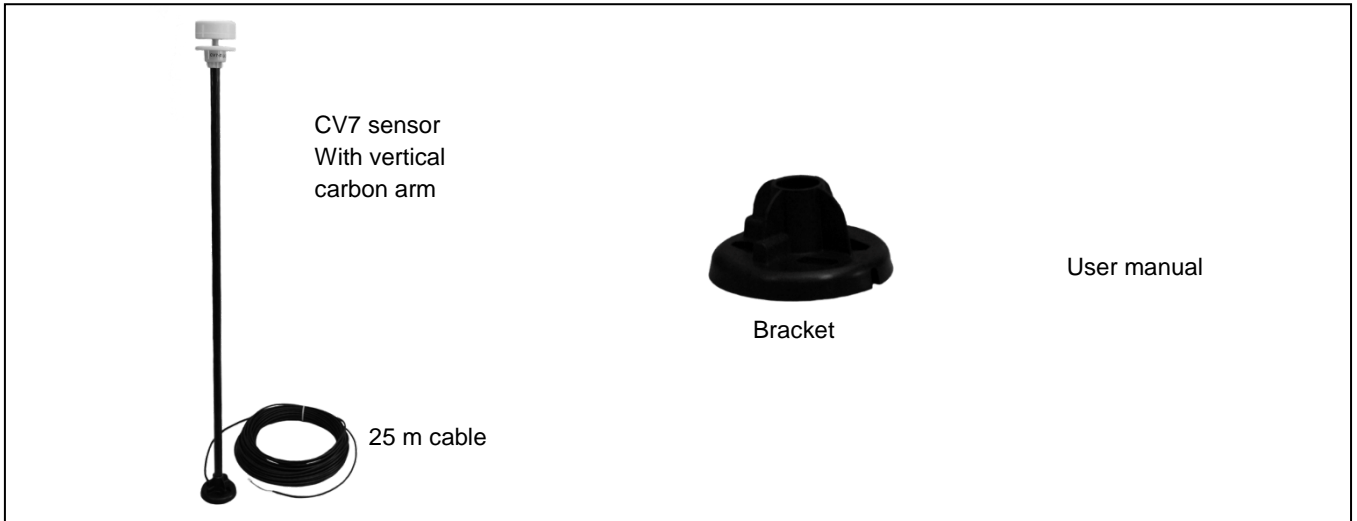 CV7 sensor
With vertical
carbon arm
25 m cable
Bracket
User manual